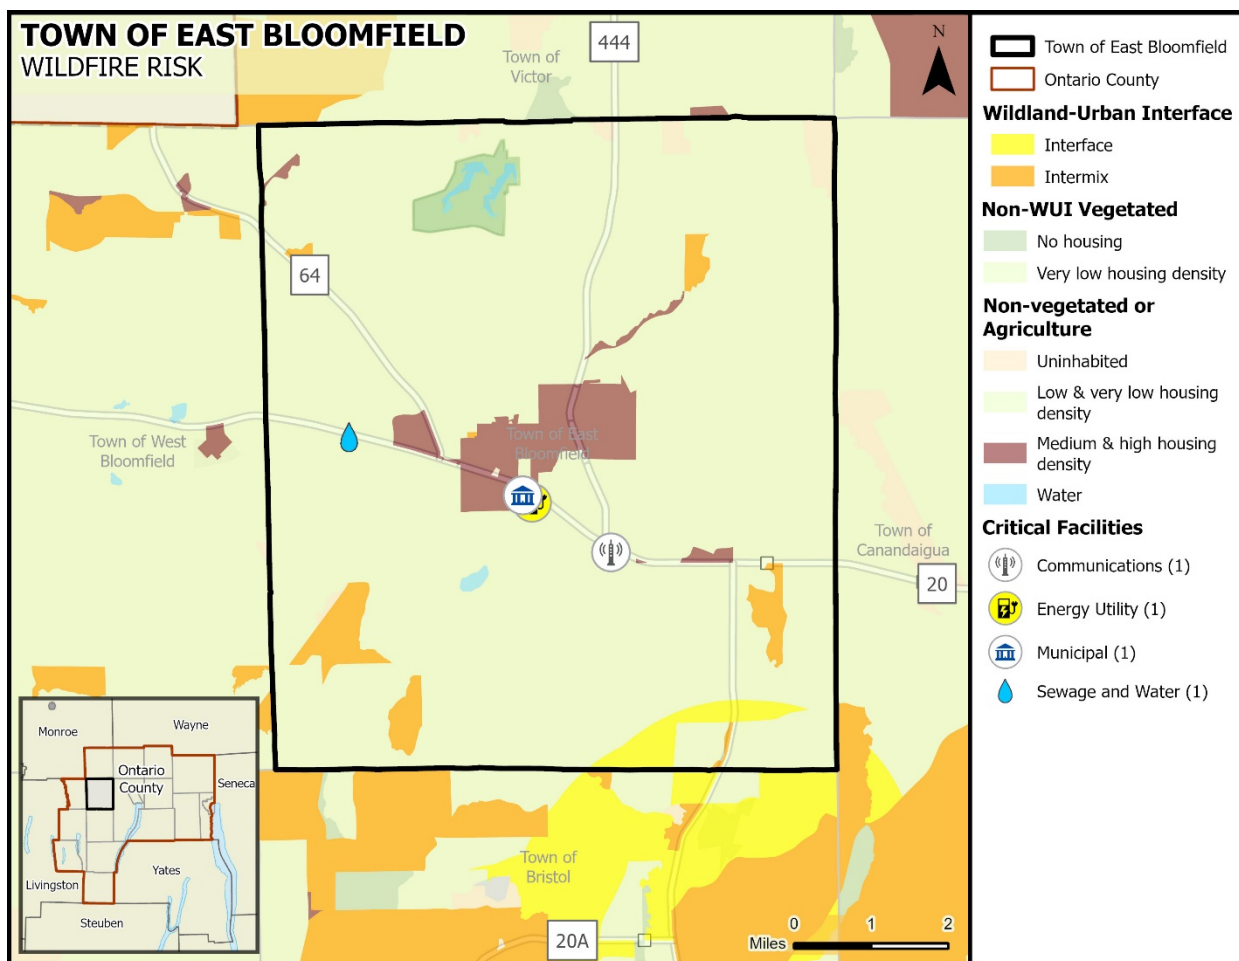 TOWN OF EAST BLOOMFIELD
WILDFIRE RISK
Town of
Victor
444
N
64
Town of West
Bloomfield
Town of East
Bloomfield
Town of
Canandaigua
20
Town of
Bristol
20A
0 1 2
Miles
Monroe
Wayne
Ontario
County
Seneca
Livingston
Yates
Steuben
Town of East Bloomfield
Ontario County
Wildland-Urban Interface
Interface
Intermix
Non-WUI Vegetated
No housing
Very low housing density
Non-vegetated or
Agriculture
Uninhabited
Low & very low housing
density
Medium & high housing
density
Water
Critical Facilities
Communications (1)
Energy Utility (1)
Municipal (1)
Sewage and Water (1)